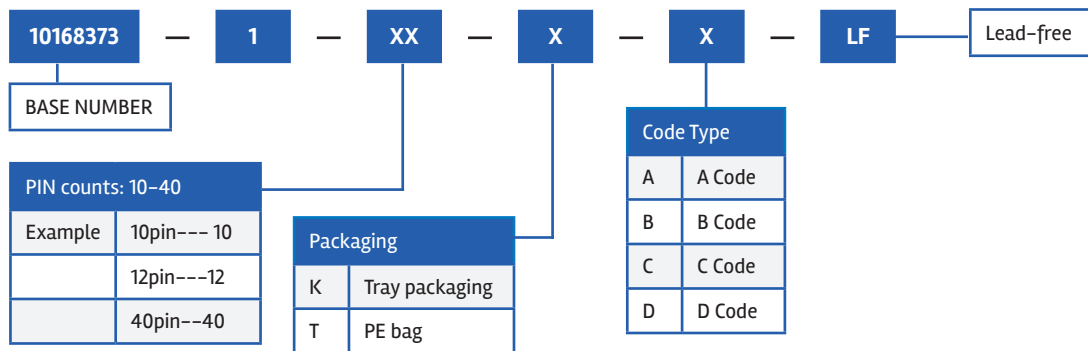 10168373 — 1 — XX — X — X — LF Lead-free
BASE NUMBER
Code Type
A A Code
B B Code
C C Code
D D Code
PIN counts: 10-40
Example 10pin--- 10
12pin---12
40pin--40
Packaging
K Tray packaging
T PE bag